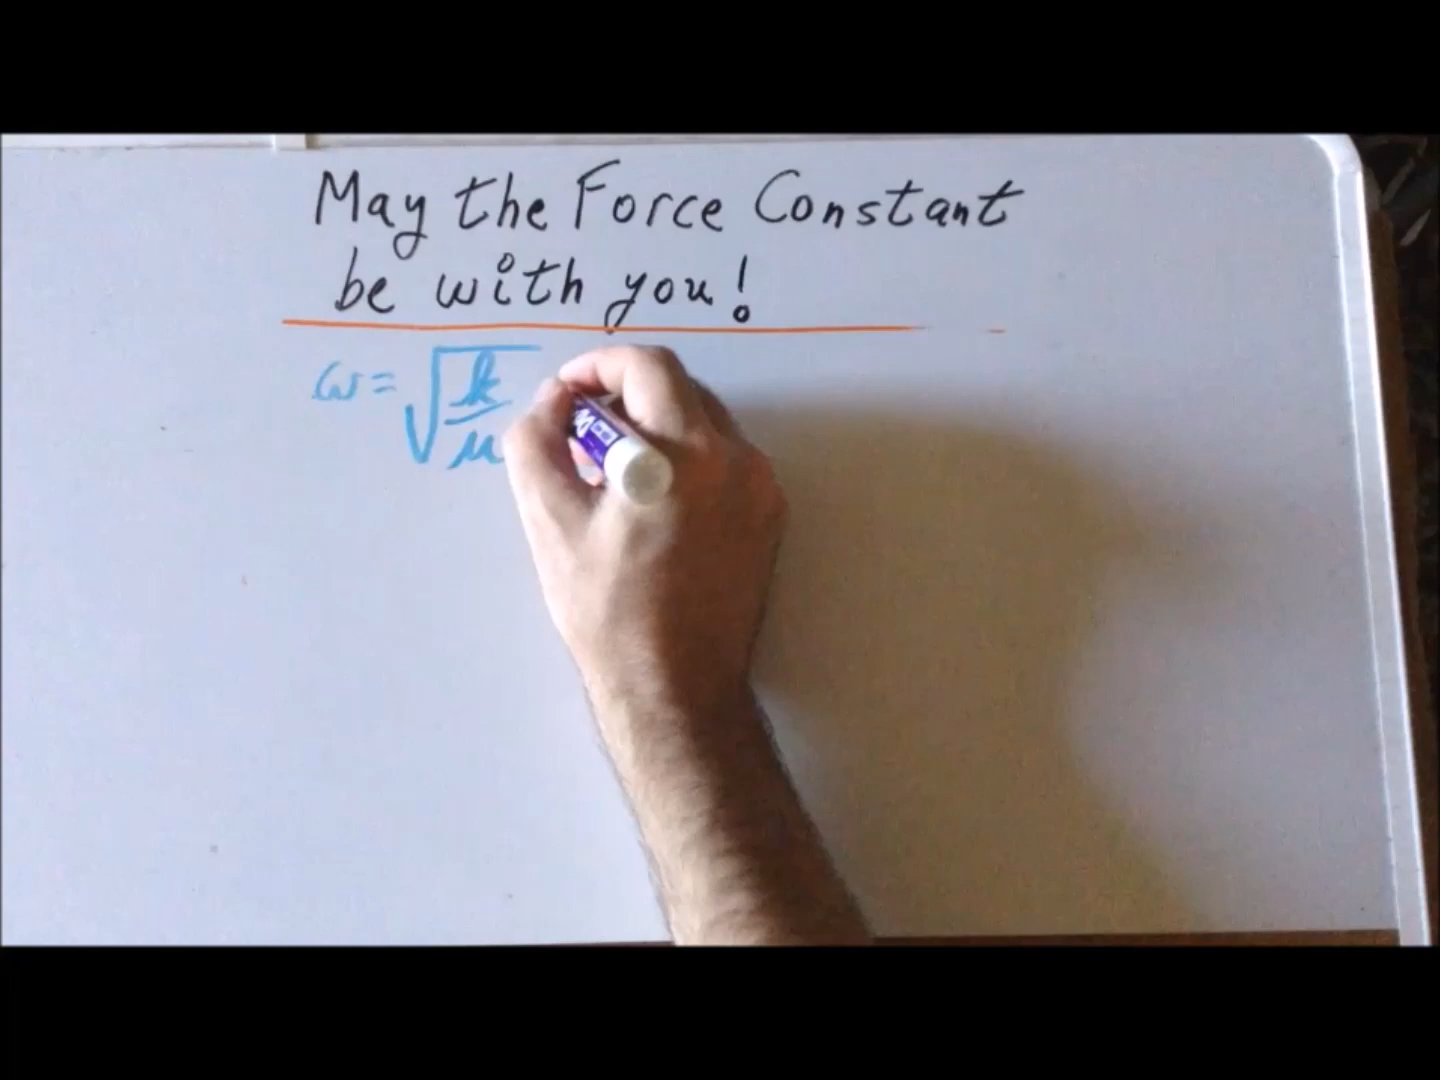 May the Force Constant
be with you!
ω = √(k/μ)